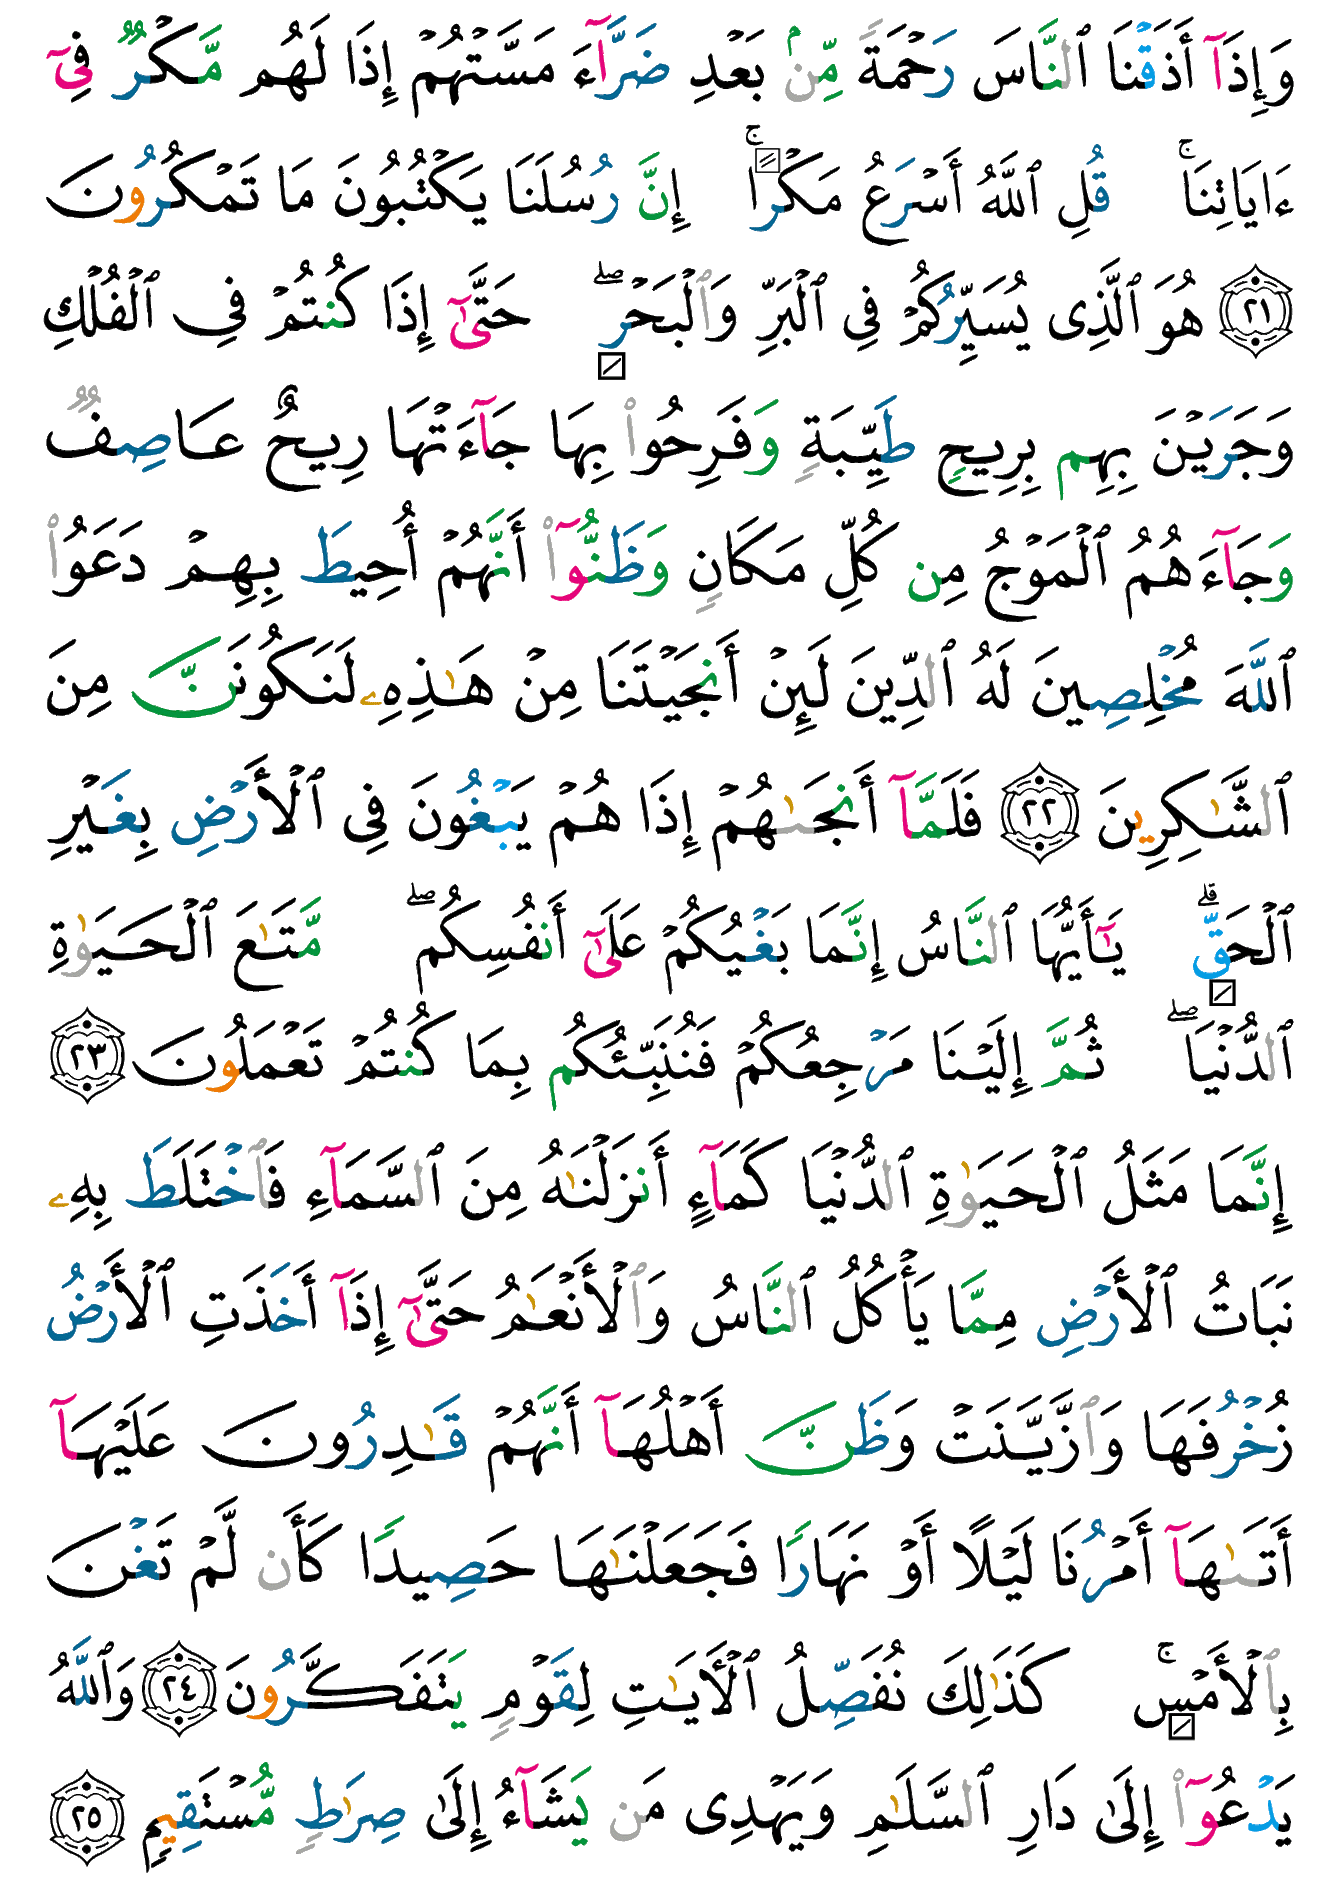 وَإِذَآ أَذَقْنَا ٱلنَّاسَ رَحْمَةً مِّنۢ بَعْدِ ضَرَّآءَ مَسَّتْهُمْ إِذَا لَهُم مَّكْرٌ فِىٓ
ءَايَاتِنَا ۚ قُلِ ٱللَّهُ أَسْرَعُ مَكْرًا ۚ إِنَّ رُسُلَنَا يَكْتُبُونَ مَا تَمْكُرُونَ
٢١ هُوَ ٱلَّذِى يُسَيِّرُكُمْ فِى ٱلْبَرِّ وَٱلْبَحْرِ ۖ حَتَّىٰٓ إِذَا كُنتُمْ فِى ٱلْفُلْكِ
وَجَرَيْنَ بِهِم بِرِيحٍ طَيِّبَةٍ وَفَرِحُوا۟ بِهَا جَآءَتْهَا رِيحٌ عَاصِفٌ
وَجَآءَهُمُ ٱلْمَوْجُ مِن كُلِّ مَكَانٍ وَظَنُّوٓا۟ أَنَّهُمْ أُحِيطَ بِهِمْ دَعَوُا۟
ٱللَّهَ مُخْلِصِينَ لَهُ ٱلدِّينَ لَئِنْ أَنجَيْتَنَا مِنْ هَـٰذِهِۦ لَنَكُونَنَّ مِنَ
ٱلشَّـٰكِرِينَ ٢٢ فَلَمَّآ أَنجَىٰهُمْ إِذَا هُمْ يَبْغُونَ فِى ٱلْأَرْضِ بِغَيْرِ
ٱلْحَقِّ ۗ يَـٰٓأَيُّهَا ٱلنَّاسُ إِنَّمَا بَغْيُكُمْ عَلَىٰٓ أَنفُسِكُم ۖ مَّتَـٰعَ ٱلْحَيَوٰةِ
ٱلدُّنْيَا ۖ ثُمَّ إِلَيْنَا مَرْجِعُكُمْ فَنُنَبِّئُكُم بِمَا كُنتُمْ تَعْمَلُونَ ٢٣
إِنَّمَا مَثَلُ ٱلْحَيَوٰةِ ٱلدُّنْيَا كَمَآءٍ أَنزَلْنَـٰهُ مِنَ ٱلسَّمَآءِ فَٱخْتَلَطَ بِهِۦ
نَبَاتُ ٱلْأَرْضِ مِمَّا يَأْكُلُ ٱلنَّاسُ وَٱلْأَنْعَـٰمُ حَتَّىٰٓ إِذَآ أَخَذَتِ ٱلْأَرْضُ
زُخْرُفَهَا وَٱزَّيَّنَتْ وَظَنَّ أَهْلُهَآ أَنَّهُمْ قَـٰدِرُونَ عَلَيْهَآ
أَتَىٰهَآ أَمْرُنَا لَيْلًا أَوْ نَهَارًا فَجَعَلْنَـٰهَا حَصِيدًا كَأَن لَّمْ تَغْنَ
بِٱلْأَمْسِ ۚ كَذَٰلِكَ نُفَصِّلُ ٱلْأَيَـٰتِ لِقَوْمٍ يَتَفَكَّرُونَ ٢٤ وَٱللَّهُ
يَدْعُوٓا۟ إِلَىٰ دَارِ ٱلسَّلَـٰمِ وَيَهْدِى مَن يَشَآءُ إِلَىٰ صِرَٰطٍ مُّسْتَقِيمٍ ٢٥